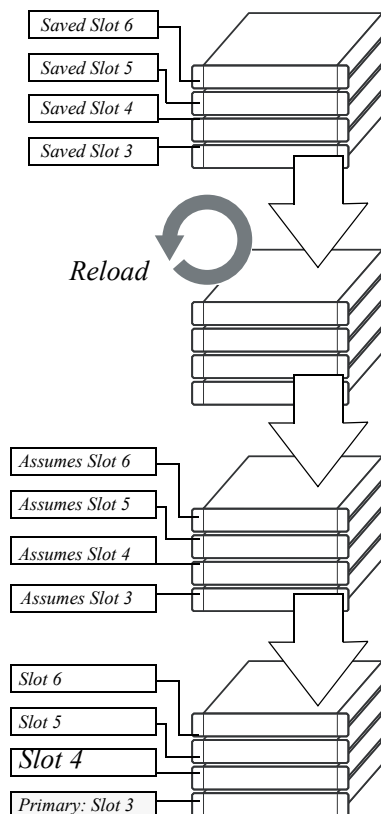 Saved Slot 6
Saved Slot 5
Saved Slot 4
Saved Slot 3
Reload
Assumes Slot 6
Assumes Slot 5
Assumes Slot 4
Assumes Slot 3
Slot 6
Slot 5
Slot 4
Primary: Slot 3